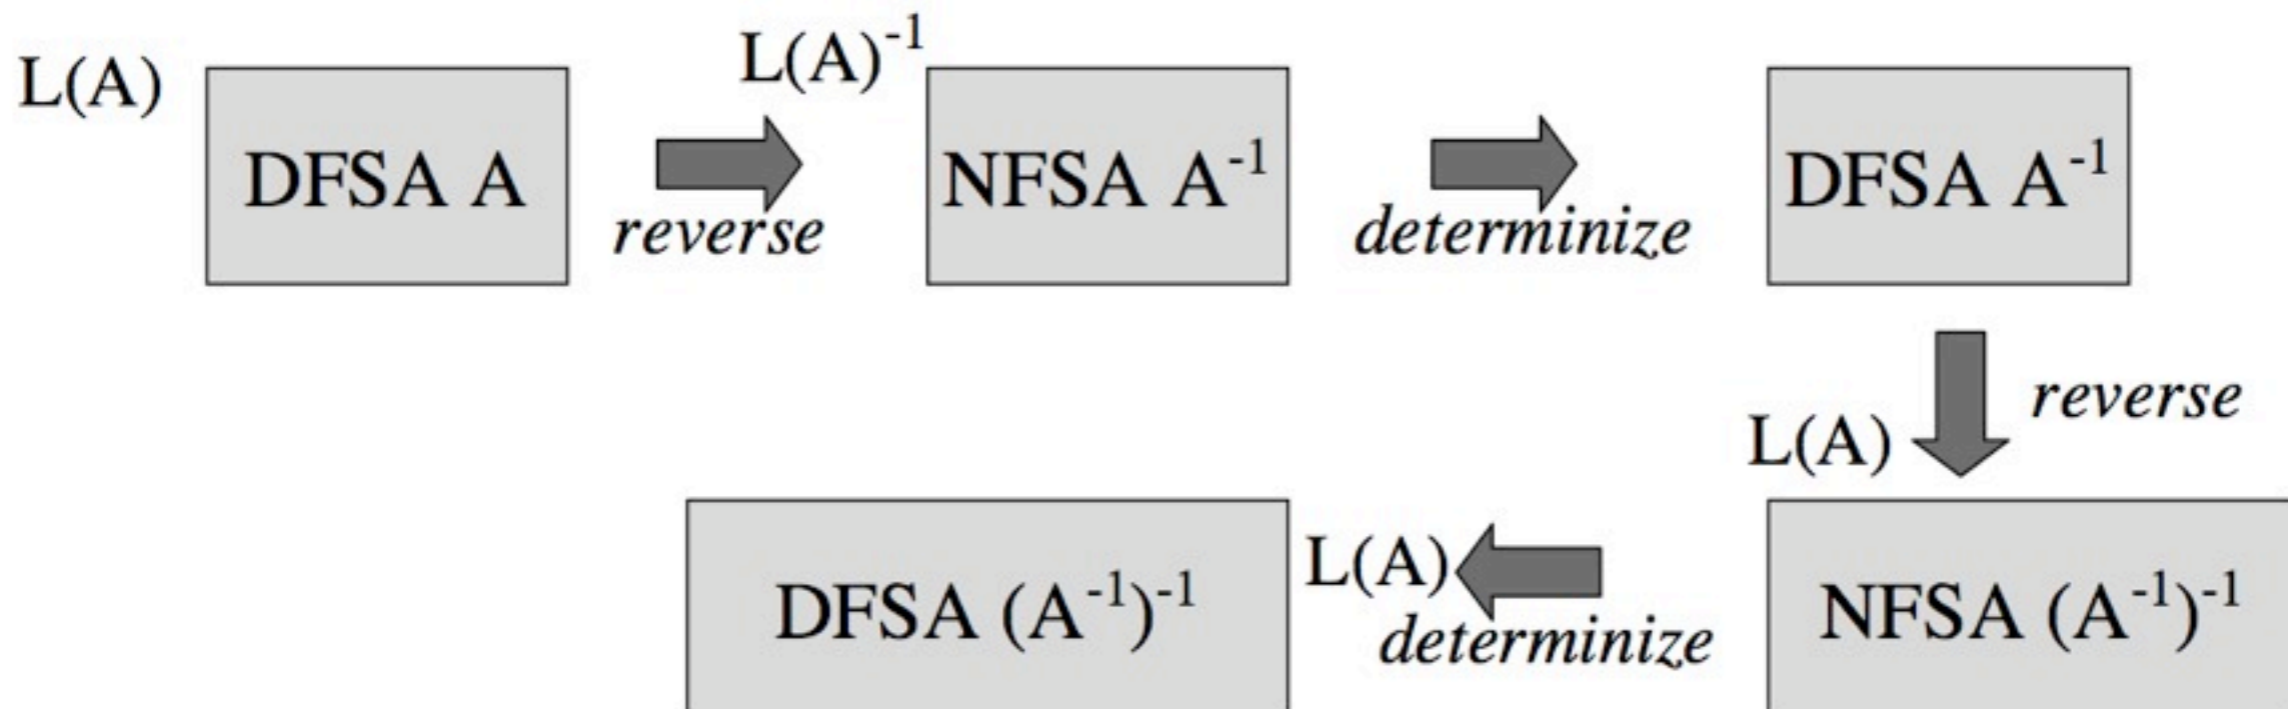 L(A)
DFSA A
reverse
L(A)⁻¹
NFSA A⁻¹
determinize
DFSA A⁻¹
reverse
L(A)
NFSA (A⁻¹)⁻¹
determinize
L(A)
DFSA (A⁻¹)⁻¹